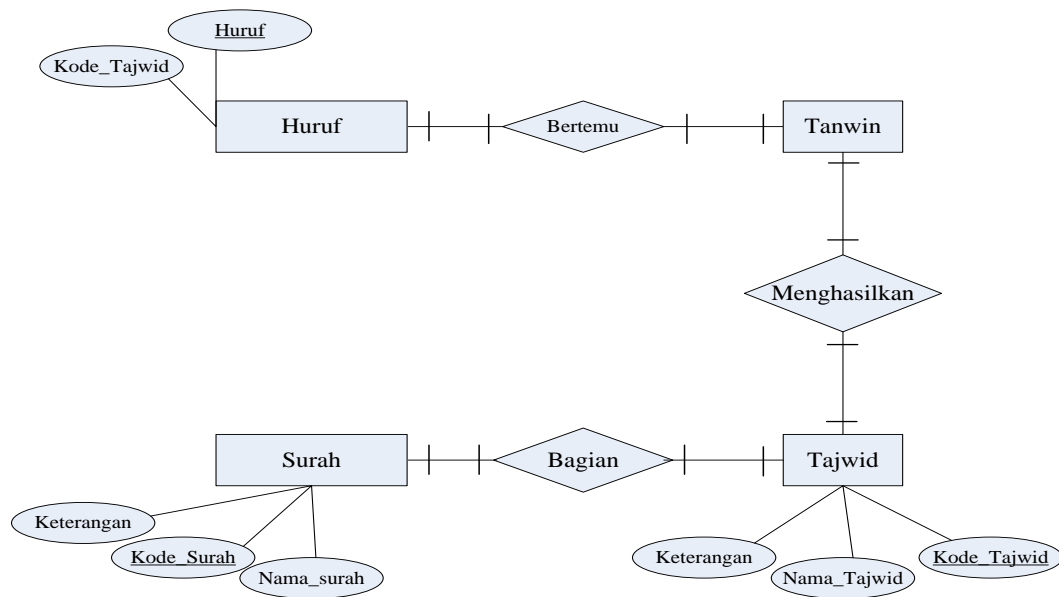 Huruf
Kode_Tajwid
Huruf
Bertemu
Tanwin
Menghasilkan
Surah
Bagian
Tajwid
Keterangan
Kode_Surah
Nama_surah
Keterangan
Nama_Tajwid
Kode_Tajwid